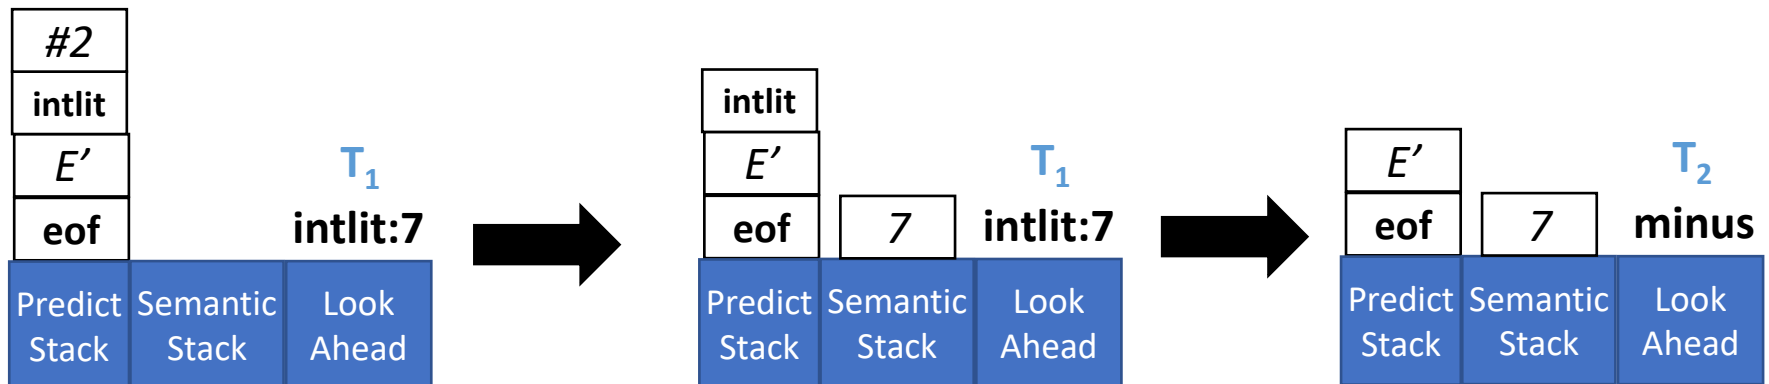 #2
intlit
E’
eof
T1
intlit:7
Predict Stack
Semantic Stack
Look Ahead
intlit
E’
eof
7
T1
intlit:7
Predict Stack
Semantic Stack
Look Ahead
E’
eof
7
T2
minus
Predict Stack
Semantic Stack
Look Ahead